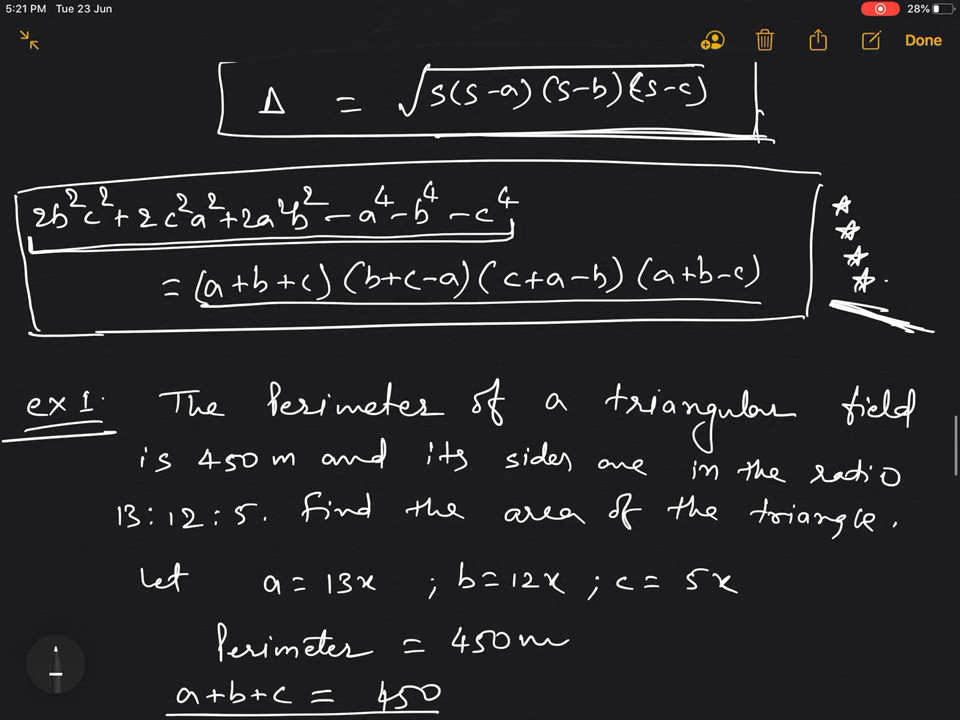 5:21 PM Tue 23 Jun 28%
Done
Δ = √s(s-a)(s-b)(s-c)
2b²c²+2c²a²+2a²b²-a⁴-b⁴-c⁴
= (a+b+c)(b+c-a)(c+a-b)(a+b-c)
ex 1. The Perimeter of a triangular field
is 450m and its sides are in the ratio
13:12:5. Find the area of the triangle.
Let a = 13x ; b = 12x ; c = 5x
Perimeter = 450m
a+b+c = 450